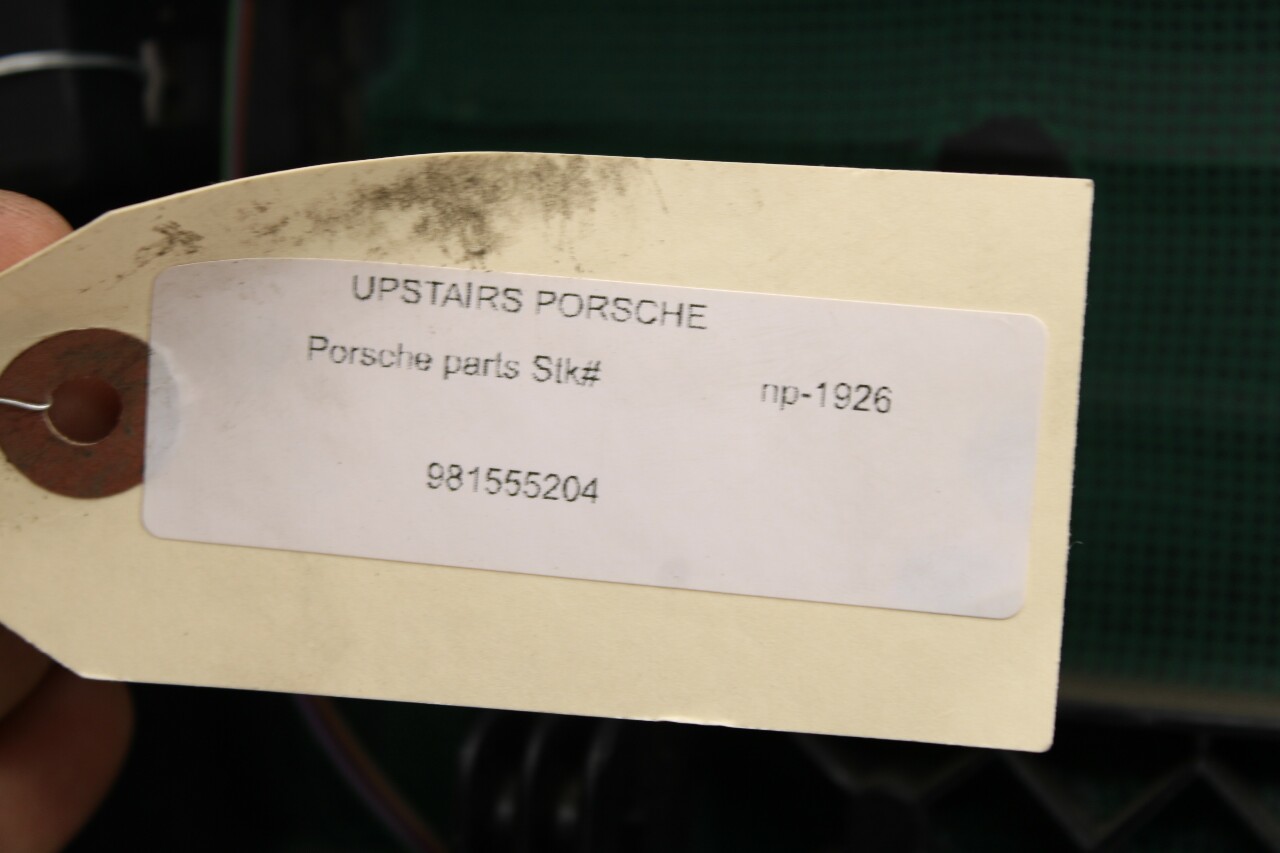 UPSTAIRS PORSCHE
Porsche parts Stk# np-1926
981555204